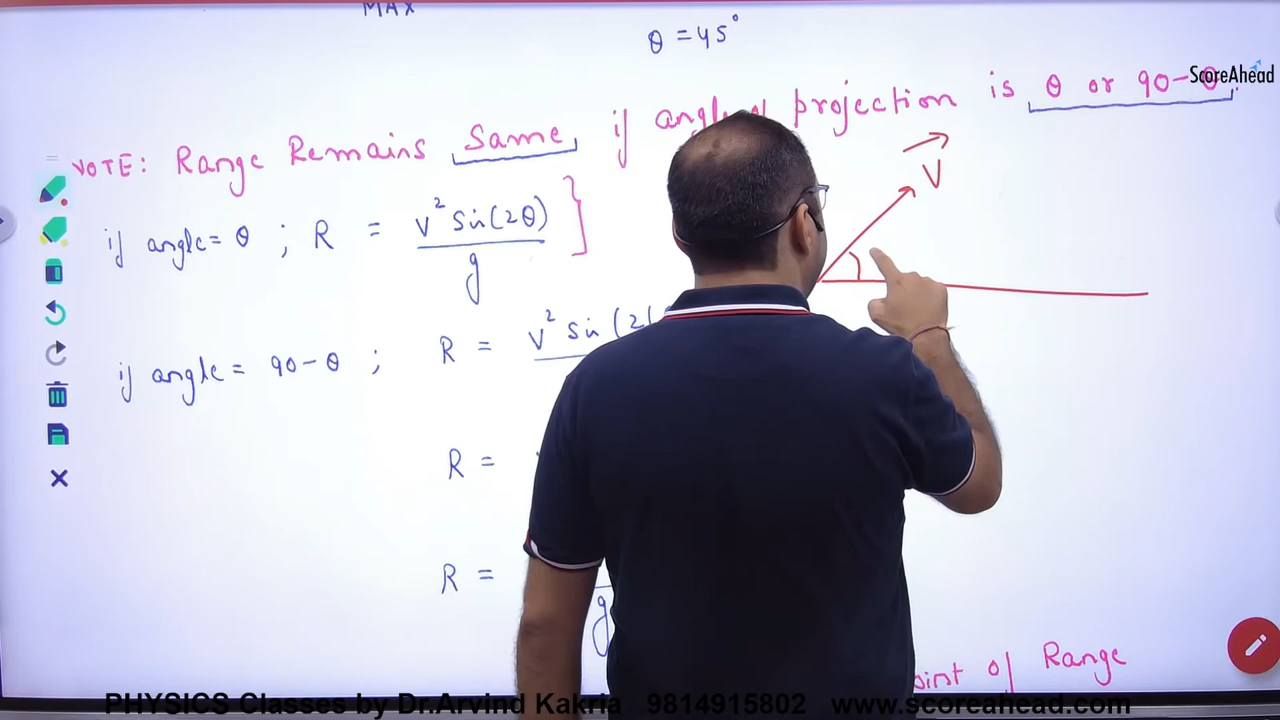 MAX
θ = 45°
ScoreAhead
NOTE: Range Remains Same if angle of projection is θ or 90-θ.
if angle= θ ; R = V² Sin(2θ) / g
V
if angle= 90-θ ; R = V² Sin (2(
R =
R =
g
point of Range
PHYSICS Classes by Dr.Arvind Kakria 9814915802 www.scoreahead.com